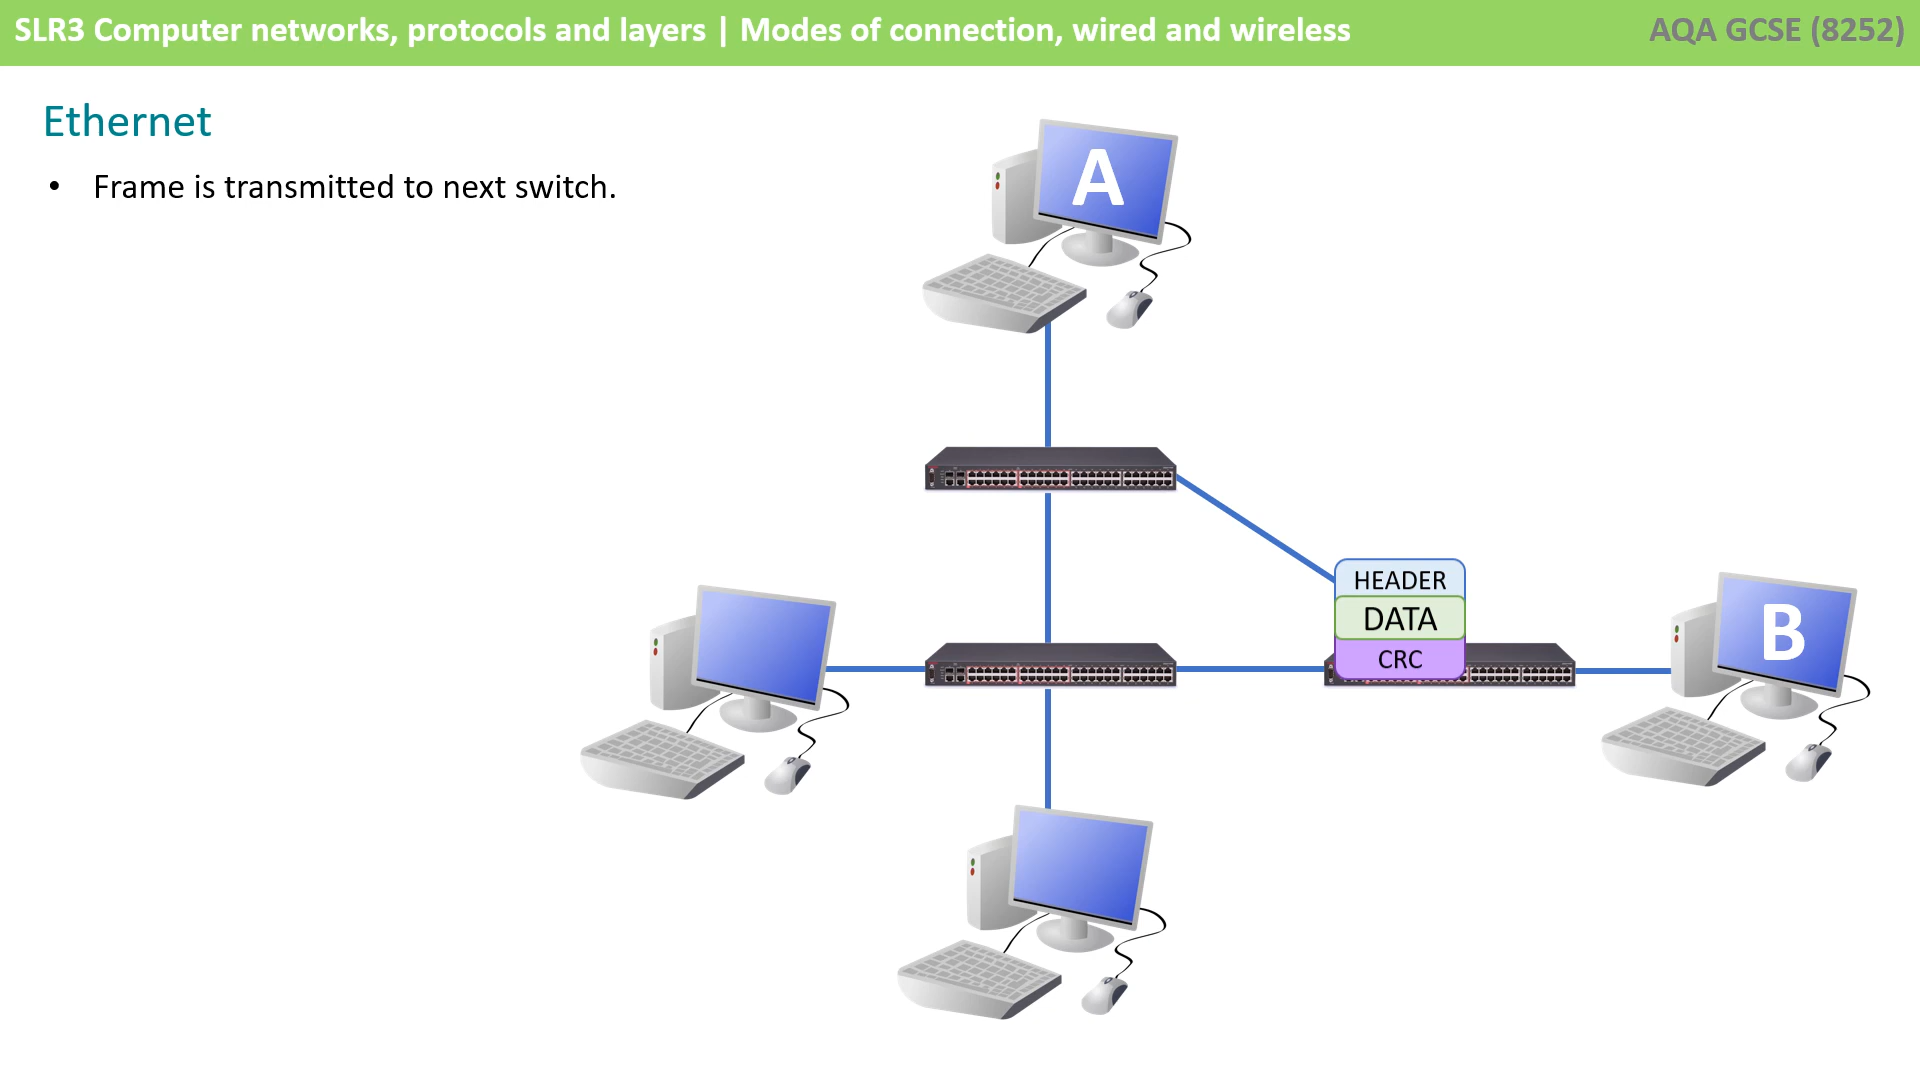 SLR3 Computer networks, protocols and layers | Modes of connection, wired and wireless
AQA GCSE (8252)
Ethernet
• Frame is transmitted to next switch.
A
HEADER
DATA
CRC
B